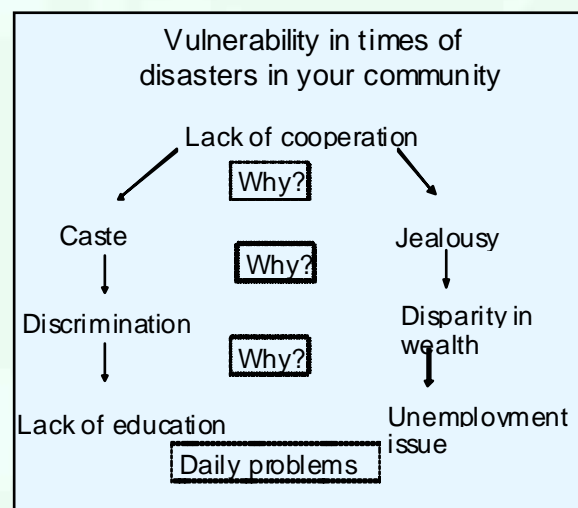 Vulnerability in times of
disasters in your community
Lack of cooperation
Why?
Caste
Jealousy
Why?
Discrimination
Disparity in
wealth
Why?
Lack of education
Unemployment
issue
Daily problems